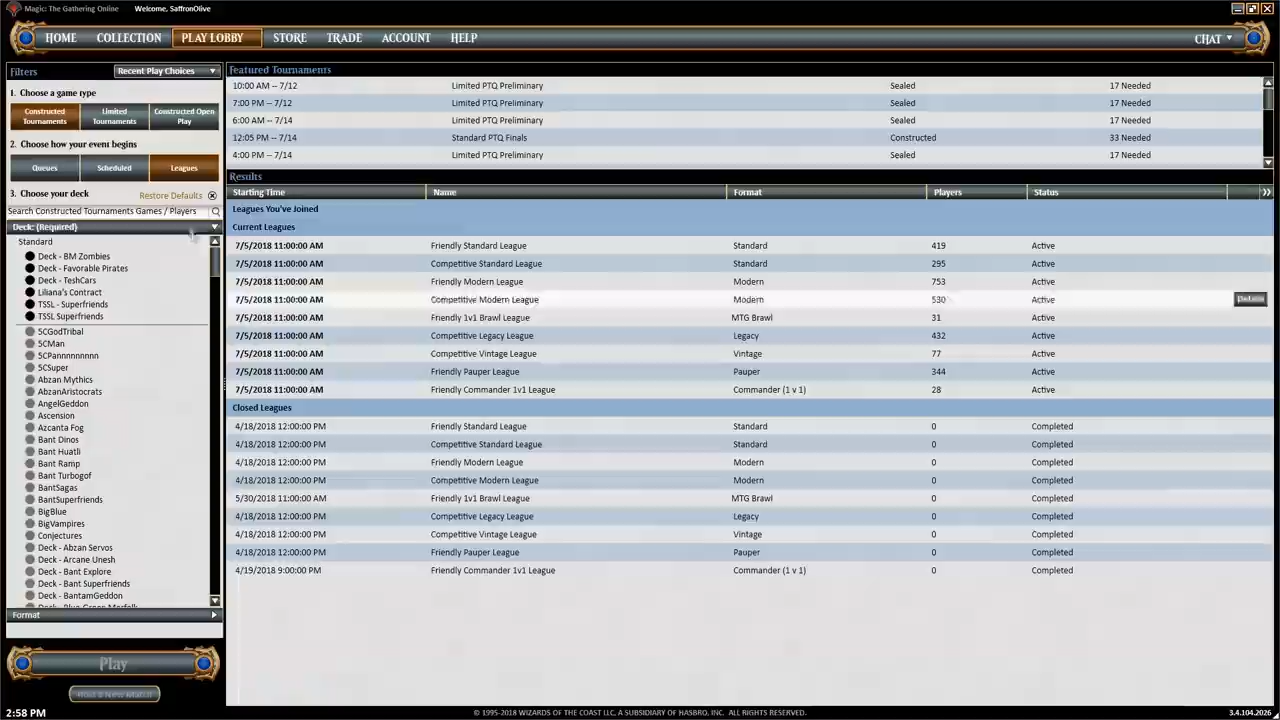 Magic: The Gathering Online Welcome, SaffronOlive
HOME COLLECTION PLAY LOBBY STORE TRADE ACCOUNT HELP CHAT
Filters Recent Play Choices
1. Choose a game type
Constructed Tournaments Limited Tournaments Constructed Open Play
2. Choose how your event begins
Queues Scheduled Leagues
3. Choose your deck Restore Defaults
Search Constructed Tournaments Games / Players
Deck: (Required)
Standard
Deck - BM Zombies
Deck - Favorable Pirates
Deck - TeshCars
Liliana's Contract
TSSL - Superfriends
TSSL Superfriends
5CGodTribal
5CMan
5CPannnnnnnnn
5CSuper
Abzan Mythics
AbzanAristocrats
AngelGeddon
Ascension
Azcanta Fog
Bant Dinos
Bant Huatli
Bant Ramp
Bant Turbogof
BantSagas
BantSuperfriends
BigBlue
BigVampires
Conjectures
Deck - Abzan Servos
Deck - Arcane Unesh
Deck - Bant Explore
Deck - Bant Superfriends
Deck - BantamGeddon
Deck - Blue-Green Merfolk
Format
Play
Host a New Match
2:58 PM
Featured Tournaments
10:00 AM -- 7/12 Limited PTQ Preliminary Sealed 17 Needed
7:00 PM -- 7/12 Limited PTQ Preliminary Sealed 17 Needed
6:00 AM -- 7/14 Limited PTQ Preliminary Sealed 17 Needed
12:05 PM -- 7/14 Standard PTQ Finals Constructed 33 Needed
4:00 PM -- 7/14 Limited PTQ Preliminary Sealed 17 Needed
Results
Starting Time Name Format Players Status
Leagues You've Joined
Current Leagues
7/5/2018 11:00:00 AM Friendly Standard League Standard 419 Active
7/5/2018 11:00:00 AM Competitive Standard League Standard 295 Active
7/5/2018 11:00:00 AM Friendly Modern League Modern 753 Active
7/5/2018 11:00:00 AM Competitive Modern League Modern 530 Active Details
7/5/2018 11:00:00 AM Friendly 1v1 Brawl League MTG Brawl 31 Active
7/5/2018 11:00:00 AM Competitive Legacy League Legacy 432 Active
7/5/2018 11:00:00 AM Competitive Vintage League Vintage 77 Active
7/5/2018 11:00:00 AM Friendly Pauper League Pauper 344 Active
7/5/2018 11:00:00 AM Friendly Commander 1v1 League Commander (1 v 1) 28 Active
Closed Leagues
4/18/2018 12:00:00 PM Friendly Standard League Standard 0 Completed
4/18/2018 12:00:00 PM Competitive Standard League Standard 0 Completed
4/18/2018 12:00:00 PM Friendly Modern League Modern 0 Completed
4/18/2018 12:00:00 PM Competitive Modern League Modern 0 Completed
5/30/2018 11:00:00 AM Friendly 1v1 Brawl League MTG Brawl 0 Completed
4/18/2018 12:00:00 PM Competitive Legacy League Legacy 0 Completed
4/18/2018 12:00:00 PM Competitive Vintage League Vintage 0 Completed
4/18/2018 12:00:00 PM Friendly Pauper League Pauper 0 Completed
4/19/2018 9:00:00 PM Friendly Commander 1v1 League Commander (1 v 1) 0 Completed
© 1995-2018 WIZARDS OF THE COAST LLC, A SUBSIDIARY OF HASBRO, INC. ALL RIGHTS RESERVED.
3.4.104.2026